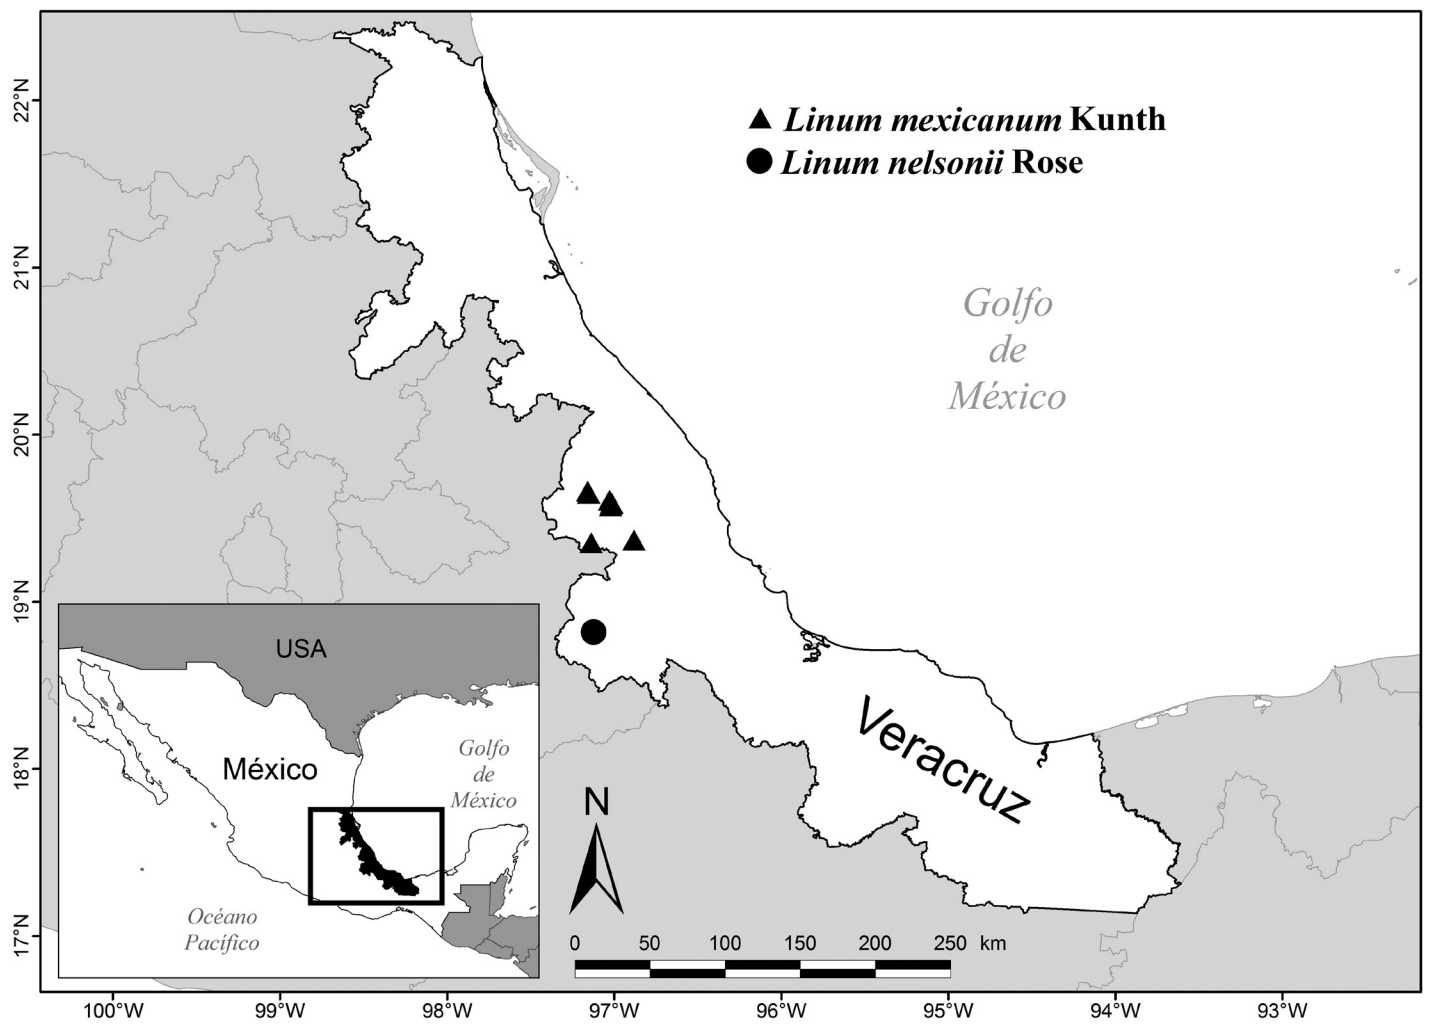 22°N
21°N
20°N
19°N
18°N
17°N
▲ Linum mexicanum Kunth
● Linum nelsonii Rose
Golfo
de
México
Veracruz
USA
México
Golfo
de
México
Océano
Pacífico
N
0 50 100 150 200 250 km
100°W 99°W 98°W 97°W 96°W 95°W 94°W 93°W